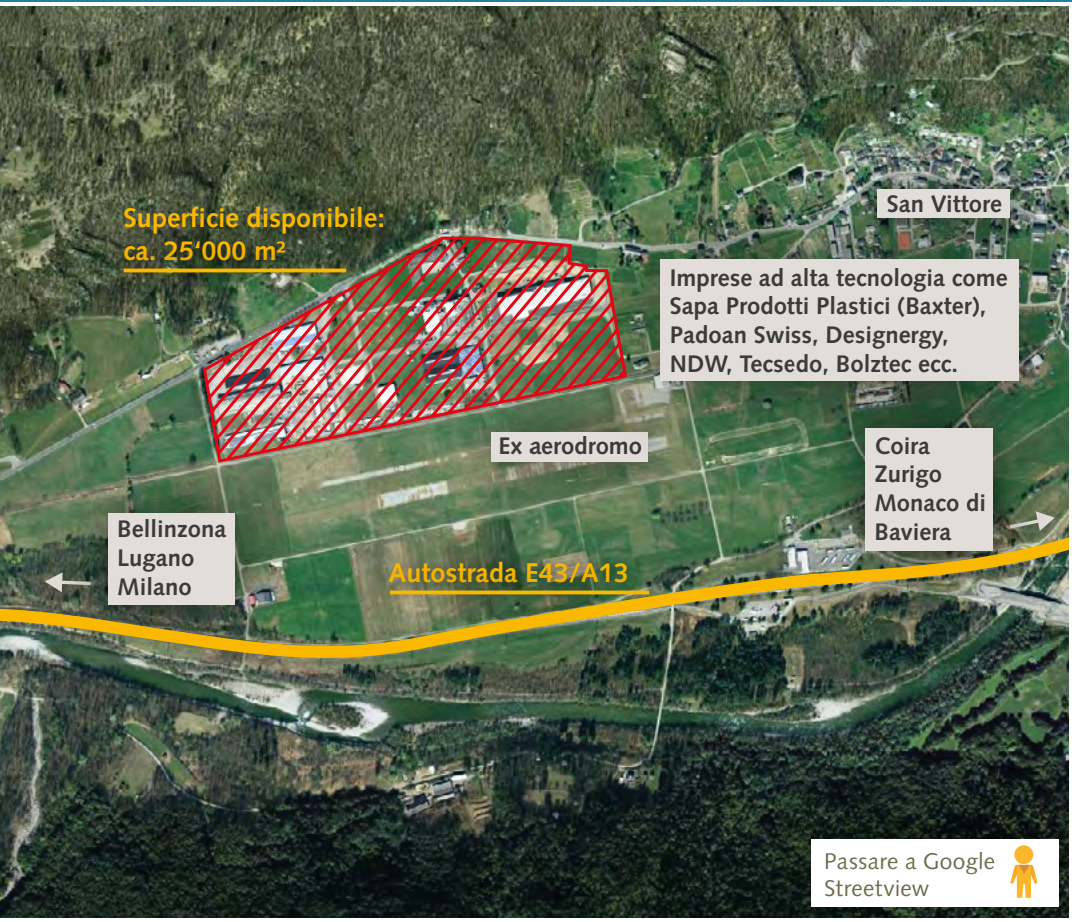 Superficie disponibile:
ca. 25‘000 m²
San Vittore
Imprese ad alta tecnologia come
Sapa Prodotti Plastici (Baxter),
Padoan Swiss, Designergy,
NDW, Tecsedo, Bolztec ecc.
Ex aerodromo
Coira
Zurigo
Monaco di
Baviera
Bellinzona
Lugano
Milano
Autostrada E43/A13
Passare a Google
Streetview